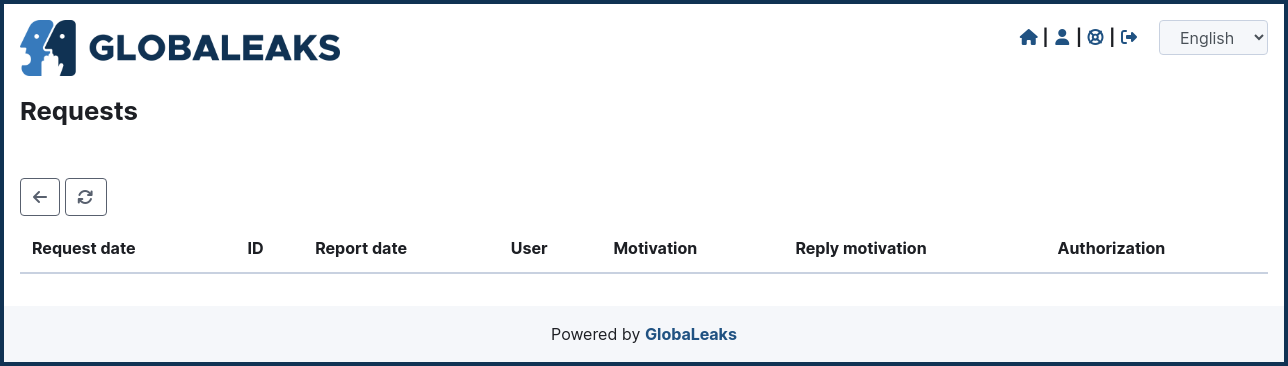 GLOBALEAKS
| | | English
Requests
Request date ID Report date User Motivation Reply motivation Authorization
Powered by GlobaLeaks